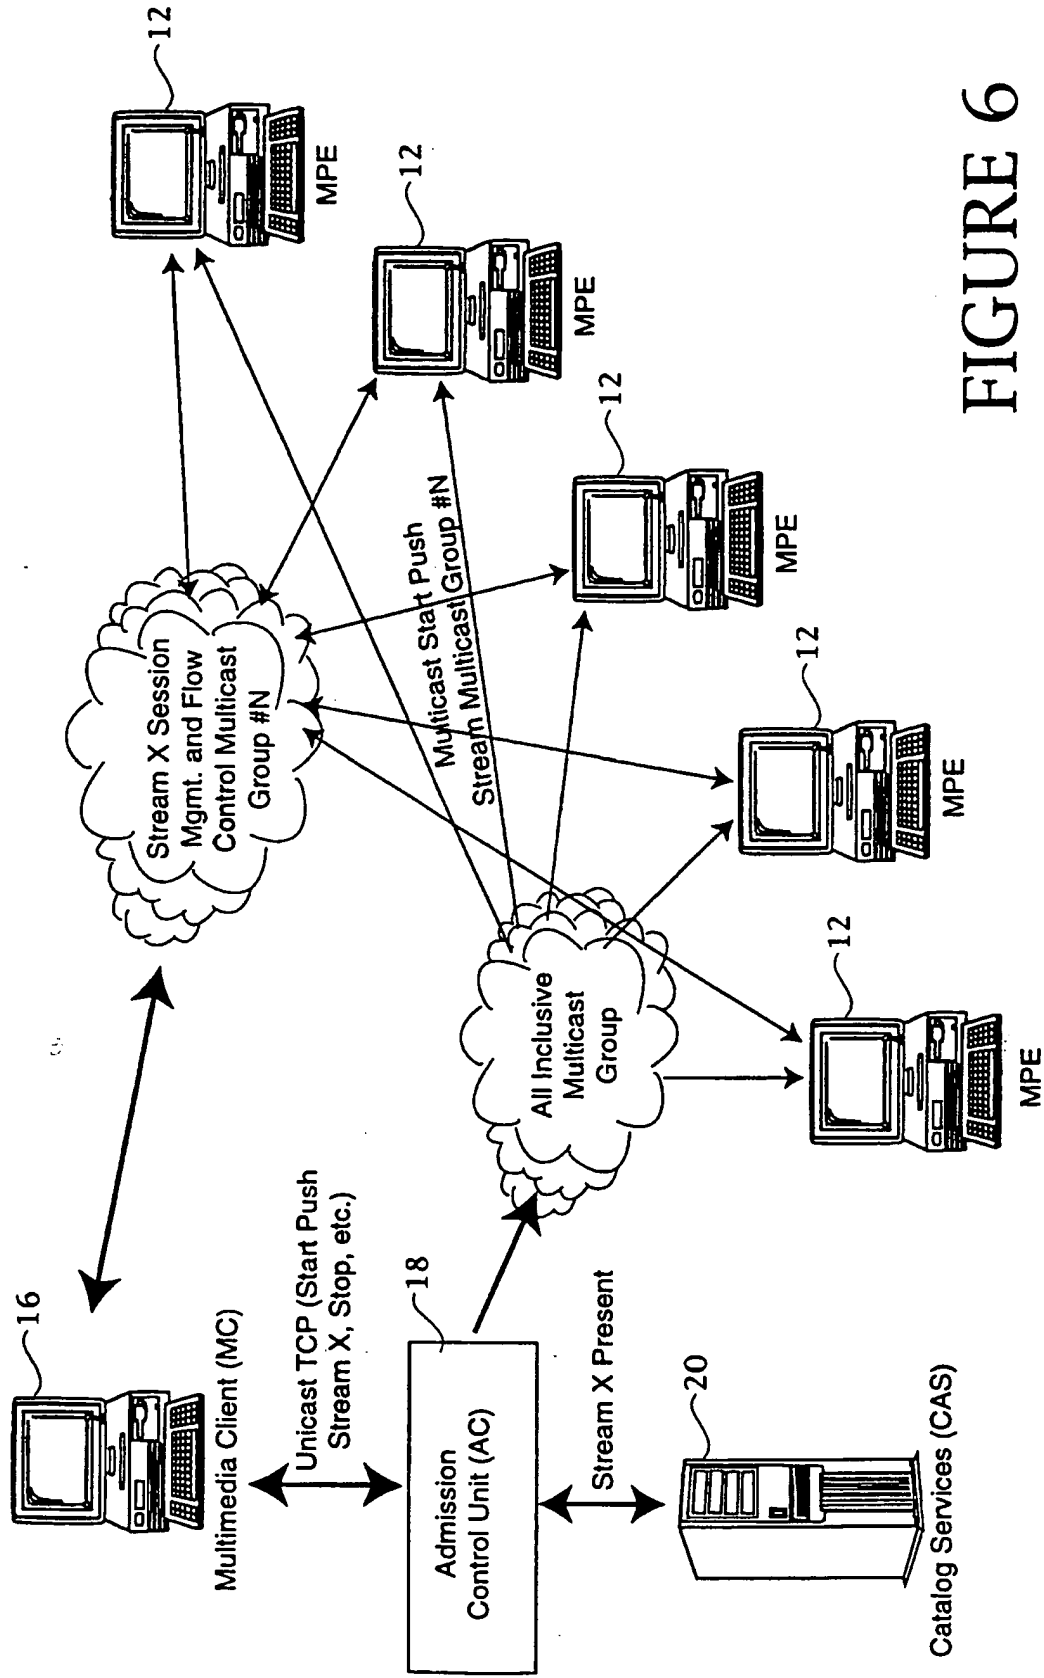 16
Multimedia Client (MC)
Unicast TCP (Start Push
Stream X, Stop, etc.)
18
Admission
Control Unit (AC)
Stream X Present
20
Catalog Services (CAS)
Stream X Session
Mgmt. and Flow
Control Multicast
Group #N
All Inclusive
Multicast
Group
Multicast Start Push
Stream Multicast Group #N
12
MPE
12
MPE
12
MPE
12
MPE
12
MPE
FIGURE 6